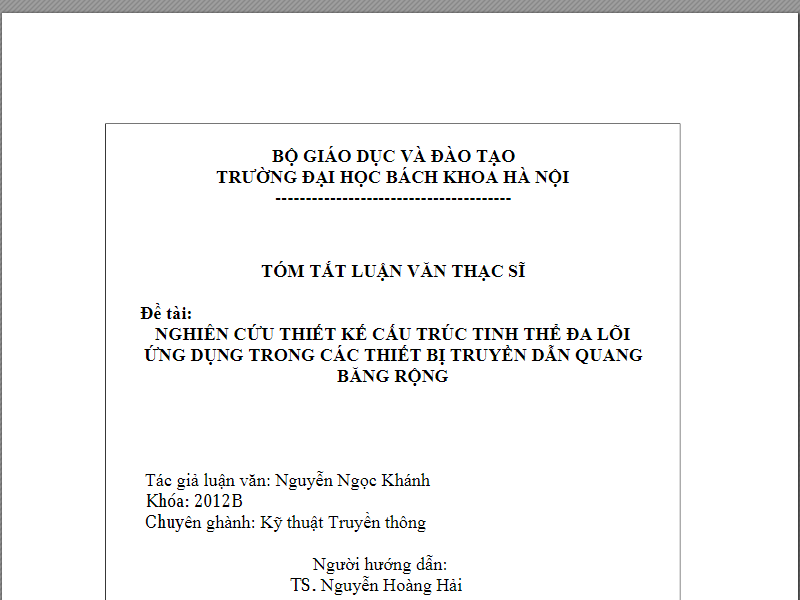 BỘ GIÁO DỤC VÀ ĐÀO TẠO
TRƯỜNG ĐẠI HỌC BÁCH KHOA HÀ NỘI
---------------------------------------
TÓM TẮT LUẬN VĂN THẠC SĨ
Đề tài:
NGHIÊN CỨU THIẾT KẾ CẤU TRÚC TINH THỂ ĐA LÕI
ỨNG DỤNG TRONG CÁC THIẾT BỊ TRUYỀN DẪN QUANG
BĂNG RỘNG
Tác giả luận văn: Nguyễn Ngọc Khánh
Khóa: 2012B
Chuyên ghành: Kỹ thuật Truyền thông
Người hướng dẫn:
TS. Nguyễn Hoàng Hải